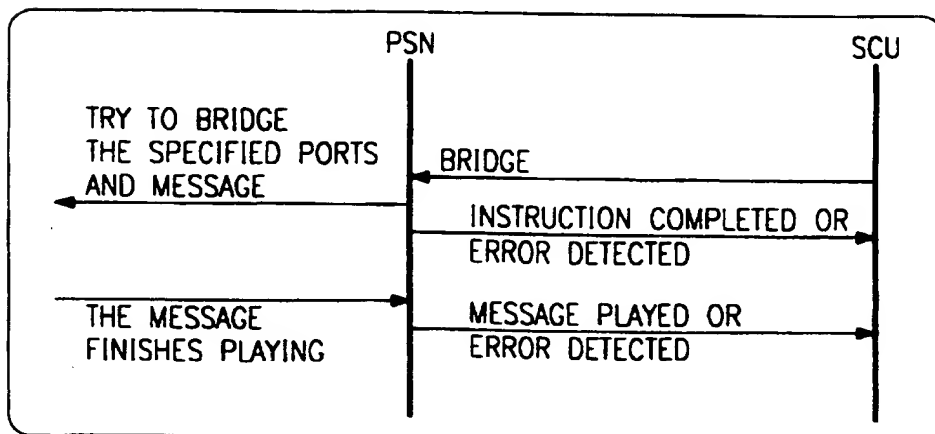 PSN
SCU
TRY TO BRIDGE
THE SPECIFIED PORTS
AND MESSAGE
BRIDGE
INSTRUCTION COMPLETED OR
ERROR DETECTED
THE MESSAGE
FINISHES PLAYING
MESSAGE PLAYED OR
ERROR DETECTED